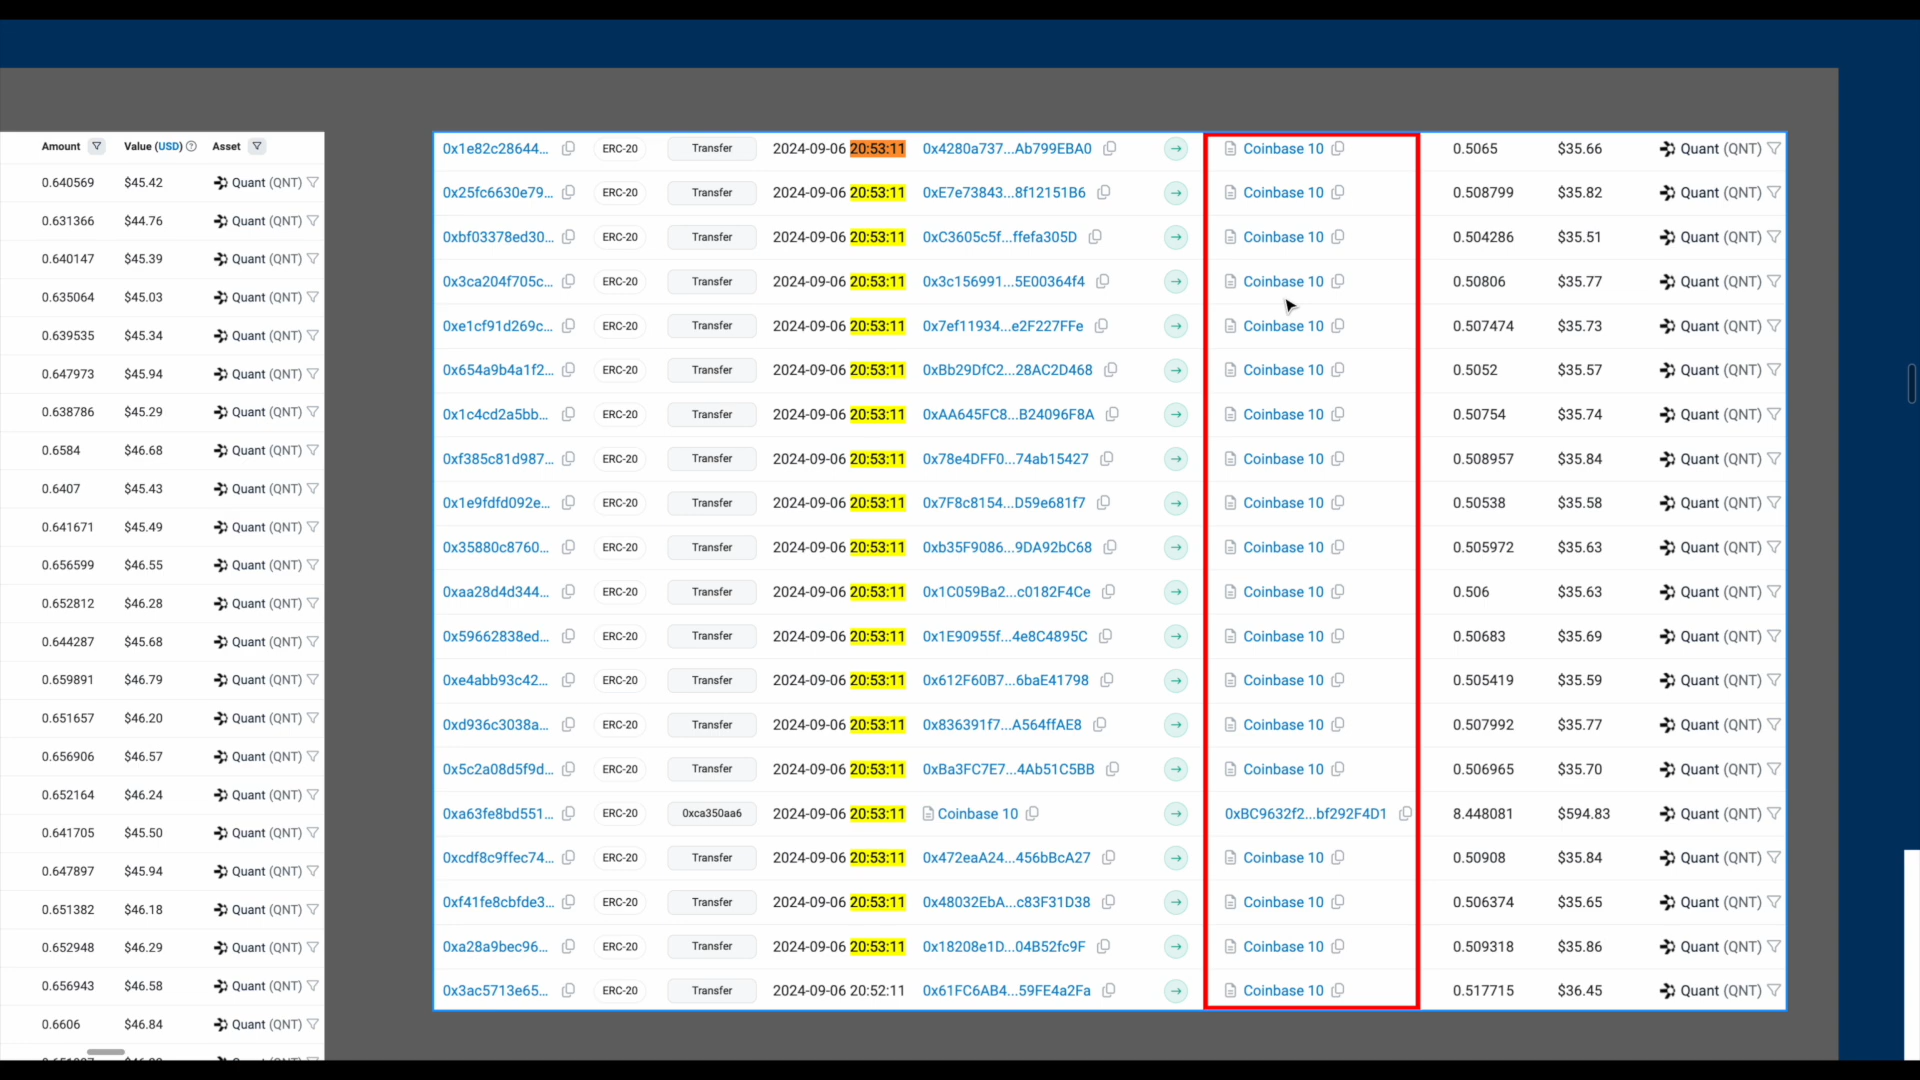 Amount Value (USD) Asset
0.640569 $45.42 Quant (QNT)
0.631366 $44.76 Quant (QNT)
0.640147 $45.39 Quant (QNT)
0.635064 $45.03 Quant (QNT)
0.639535 $45.34 Quant (QNT)
0.647973 $45.94 Quant (QNT)
0.638786 $45.29 Quant (QNT)
0.6584 $46.68 Quant (QNT)
0.6407 $45.43 Quant (QNT)
0.641671 $45.49 Quant (QNT)
0.656599 $46.55 Quant (QNT)
0.652812 $46.28 Quant (QNT)
0.644287 $45.68 Quant (QNT)
0.659891 $46.79 Quant (QNT)
0.651657 $46.20 Quant (QNT)
0.656906 $46.57 Quant (QNT)
0.652164 $46.24 Quant (QNT)
0.641705 $45.50 Quant (QNT)
0.647897 $45.94 Quant (QNT)
0.651382 $46.18 Quant (QNT)
0.652948 $46.29 Quant (QNT)
0.656943 $46.58 Quant (QNT)
0.6606 $46.84 Quant (QNT)
0x1e82c28644... ERC-20 Transfer 2024-09-06 20:53:11 0x4280a737...Ab799EBA0 Coinbase 10 0.5065 $35.66 Quant (QNT)
0x25fc6630e79... ERC-20 Transfer 2024-09-06 20:53:11 0xE7e73843...8f12151B6 Coinbase 10 0.508799 $35.82 Quant (QNT)
0xbf03378ed30... ERC-20 Transfer 2024-09-06 20:53:11 0xC3605c5f...ffefa305D Coinbase 10 0.504286 $35.51 Quant (QNT)
0x3ca204f705c... ERC-20 Transfer 2024-09-06 20:53:11 0x3c156991...5E00364f4 Coinbase 10 0.50806 $35.77 Quant (QNT)
0xe1cf91d269c... ERC-20 Transfer 2024-09-06 20:53:11 0x7ef11934...e2F227FFe Coinbase 10 0.507474 $35.73 Quant (QNT)
0x654a9b4a1f2... ERC-20 Transfer 2024-09-06 20:53:11 0xBb29DfC2...28AC2D468 Coinbase 10 0.5052 $35.57 Quant (QNT)
0x1c4cd2a5bb... ERC-20 Transfer 2024-09-06 20:53:11 0xAA645FC8...B24096F8A Coinbase 10 0.50754 $35.74 Quant (QNT)
0xf385c81d987... ERC-20 Transfer 2024-09-06 20:53:11 0x78e4DFF0...74ab15427 Coinbase 10 0.508957 $35.84 Quant (QNT)
0x1e9fdfd092e... ERC-20 Transfer 2024-09-06 20:53:11 0x7F8c8154...D59e681f7 Coinbase 10 0.50538 $35.58 Quant (QNT)
0x35880c8760... ERC-20 Transfer 2024-09-06 20:53:11 0xb35F9086...9DA92bC68 Coinbase 10 0.505972 $35.63 Quant (QNT)
0xaa28d4d344... ERC-20 Transfer 2024-09-06 20:53:11 0x1C059Ba2...c0182F4Ce Coinbase 10 0.506 $35.63 Quant (QNT)
0x59662838ed... ERC-20 Transfer 2024-09-06 20:53:11 0x1E90955f...4e8C4895C Coinbase 10 0.50683 $35.69 Quant (QNT)
0xe4abb93c42... ERC-20 Transfer 2024-09-06 20:53:11 0x612F60B7...6baE41798 Coinbase 10 0.505419 $35.59 Quant (QNT)
0xd936c3038a... ERC-20 Transfer 2024-09-06 20:53:11 0x836391f7...A564ffAE8 Coinbase 10 0.507992 $35.77 Quant (QNT)
0x5c2a08d5f9d... ERC-20 Transfer 2024-09-06 20:53:11 0xBa3FC7E7...4Ab51C5BB Coinbase 10 0.506965 $35.70 Quant (QNT)
0xa63fe8bd551... ERC-20 0xca350aa6 2024-09-06 20:53:11 Coinbase 10 0xBC9632f2...bf292F4D1 8.448081 $594.83 Quant (QNT)
0xcdf8c9ffec74... ERC-20 Transfer 2024-09-06 20:53:11 0x472eaA24...456bBcA27 Coinbase 10 0.50908 $35.84 Quant (QNT)
0xf41fe8cbfde3... ERC-20 Transfer 2024-09-06 20:53:11 0x48032EbA...c83F31D38 Coinbase 10 0.506374 $35.65 Quant (QNT)
0xa28a9bec96... ERC-20 Transfer 2024-09-06 20:53:11 0x18208e1D...04B52fc9F Coinbase 10 0.509318 $35.86 Quant (QNT)
0x3ac5713e65... ERC-20 Transfer 2024-09-06 20:52:11 0x61FC6AB4...59FE4a2Fa Coinbase 10 0.517715 $36.45 Quant (QNT)